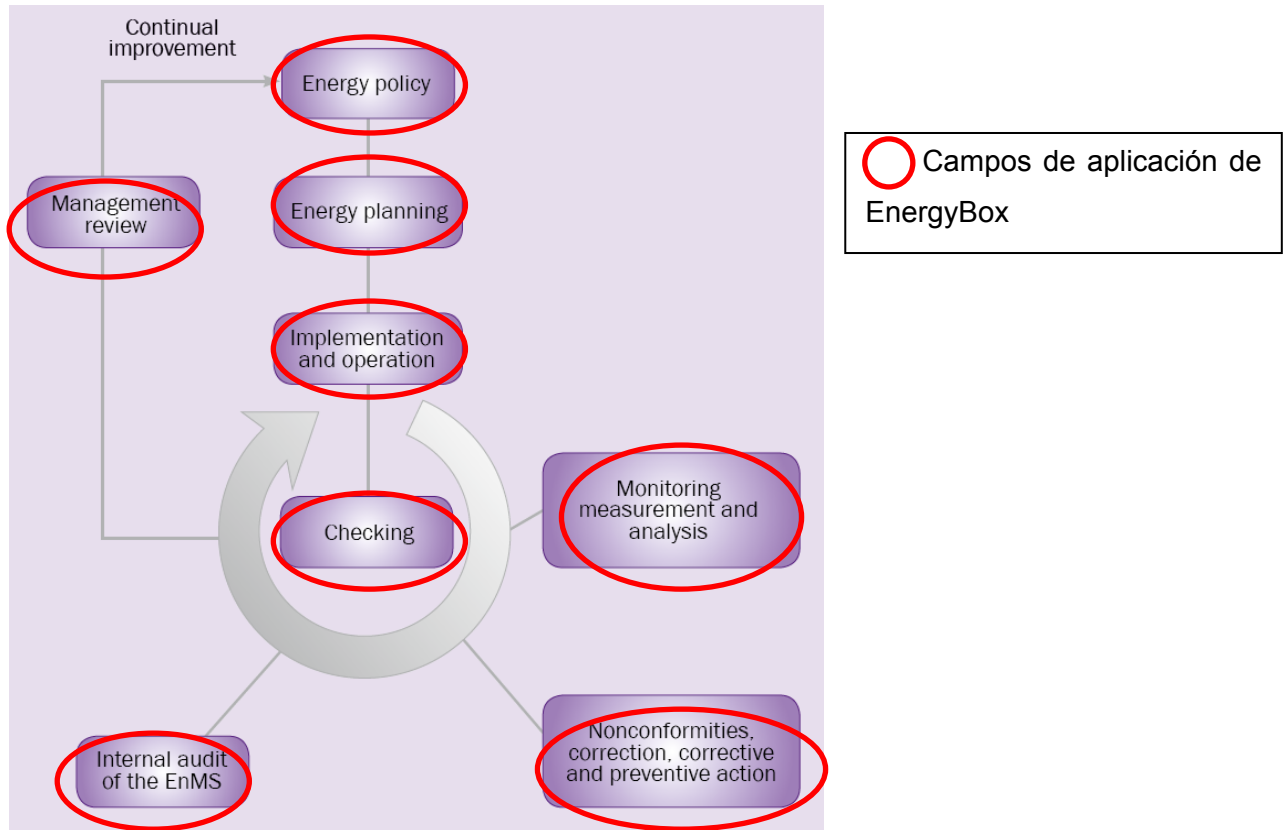 Continual
improvement
Energy policy
Management
review
Energy planning
Implementation
and operation
Checking
Monitoring
measurement and
analysis
Internal audit
of the EnMS
Nonconformities,
correction, corrective
and preventive action
Campos de aplicación de
EnergyBox